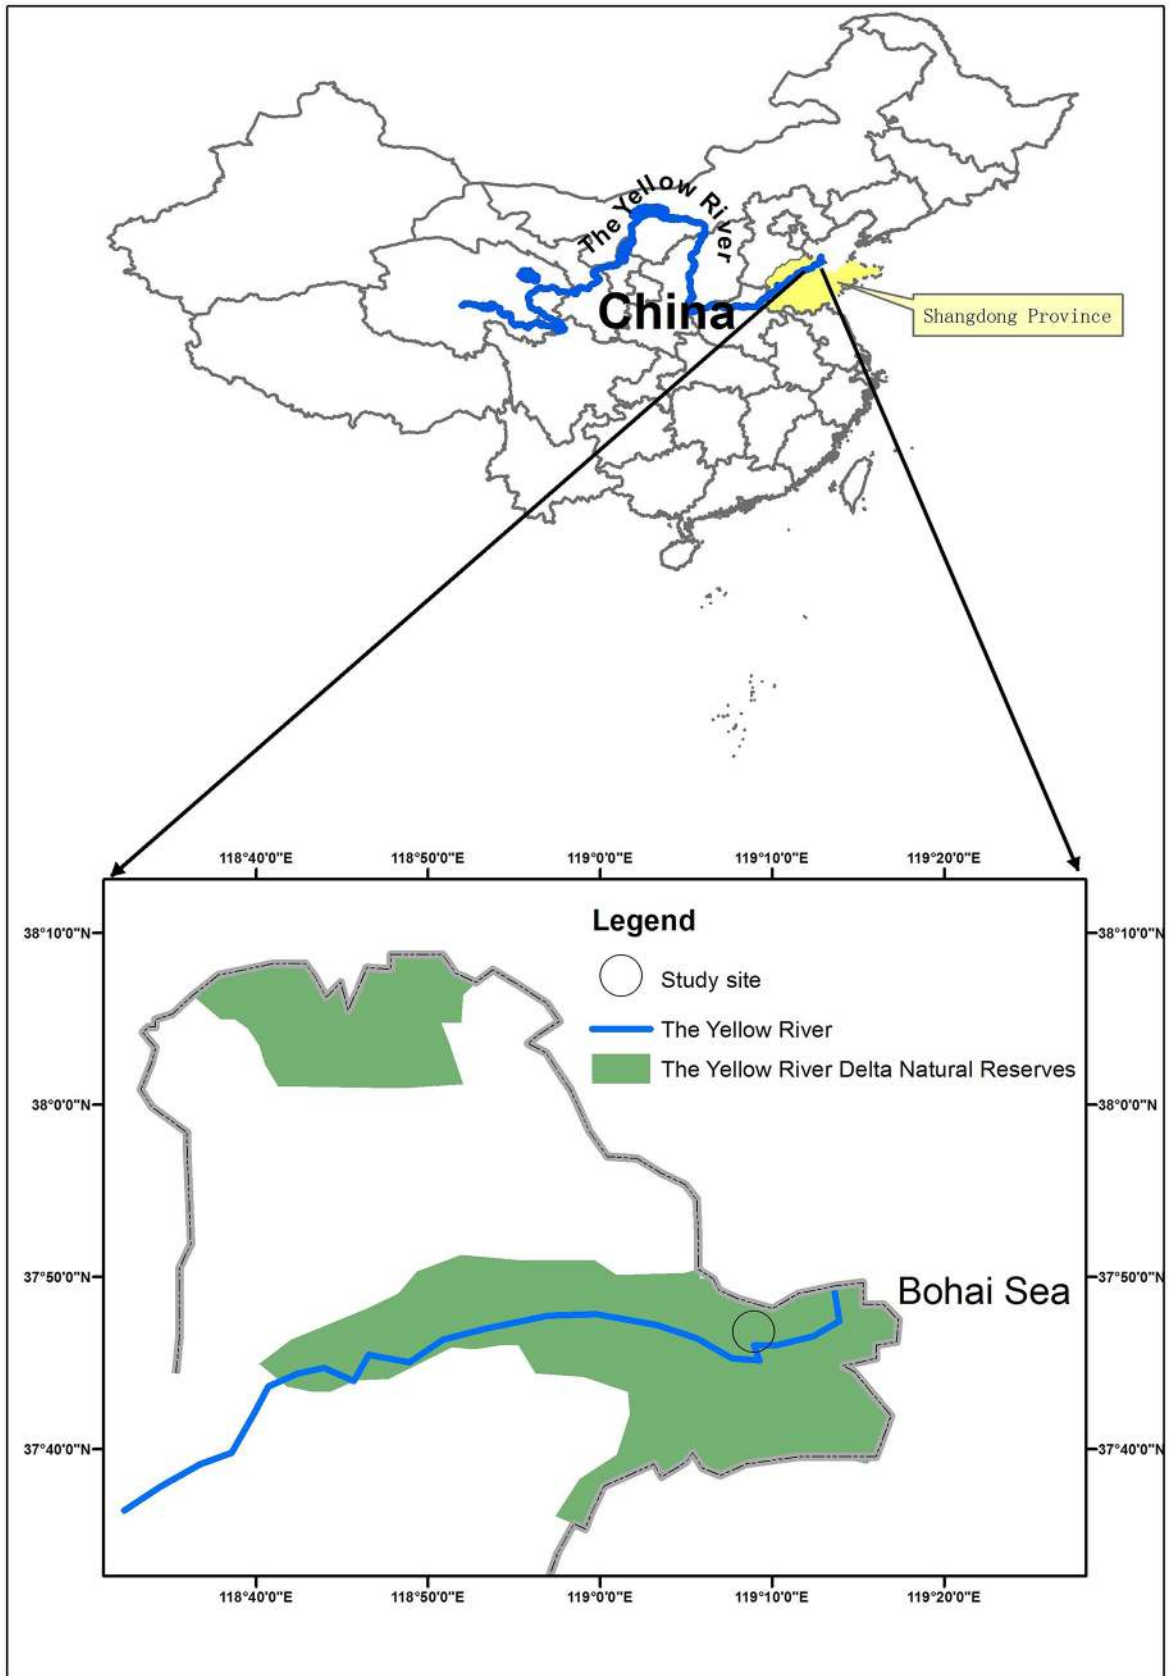 The Yellow River
China
Shangdong Province
118°40'0"E 118°50'0"E 119°0'0"E 119°10'0"E 119°20'0"E
38°10'0"N 38°10'0"N
Legend
Study site
The Yellow River
The Yellow River Delta Natural Reserves
38°0'0"N 38°0'0"N
37°50'0"N 37°50'0"N
Bohai Sea
37°40'0"N 37°40'0"N
118°40'0"E 118°50'0"E 119°0'0"E 119°10'0"E 119°20'0"E